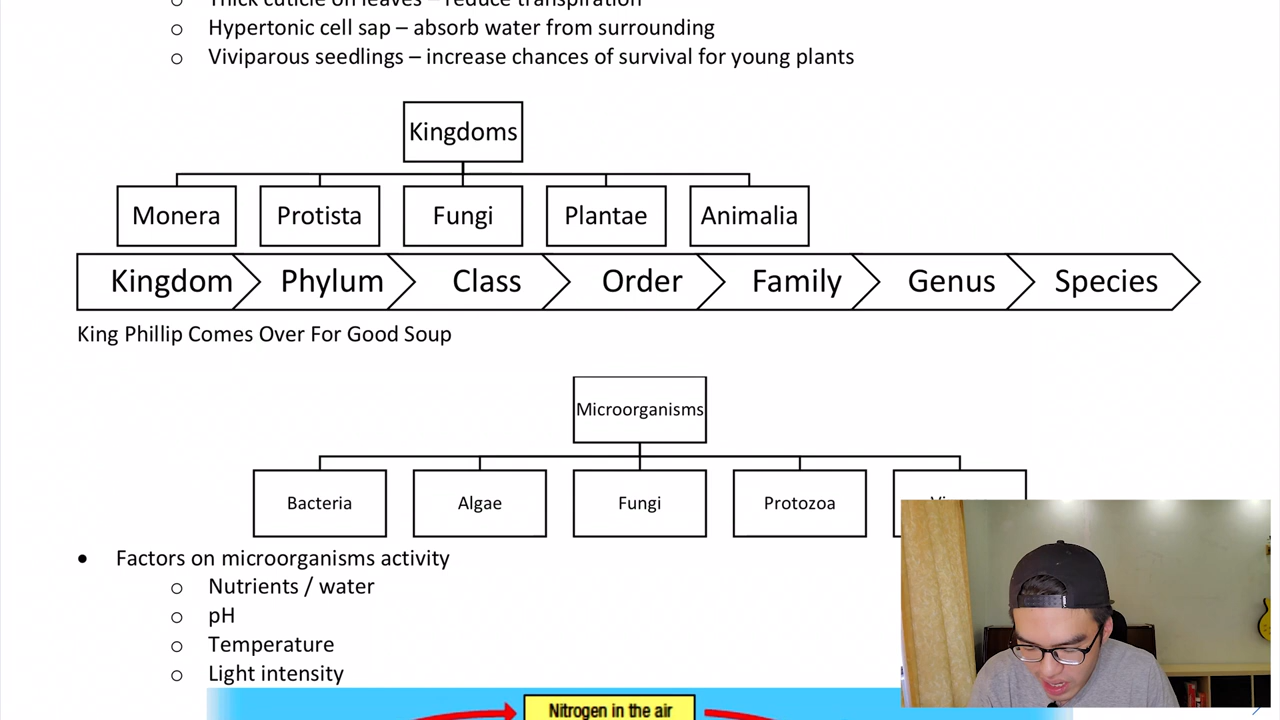 Thick cuticle on leaves – reduce transpiration
o Hypertonic cell sap – absorb water from surrounding
o Viviparous seedlings – increase chances of survival for young plants
Kingdoms
Monera Protista Fungi Plantae Animalia
Kingdom Phylum Class Order Family Genus Species
King Phillip Comes Over For Good Soup
Microorganisms
Bacteria Algae Fungi Protozoa
• Factors on microorganisms activity
o Nutrients / water
o pH
o Temperature
o Light intensity
Nitrogen in the air